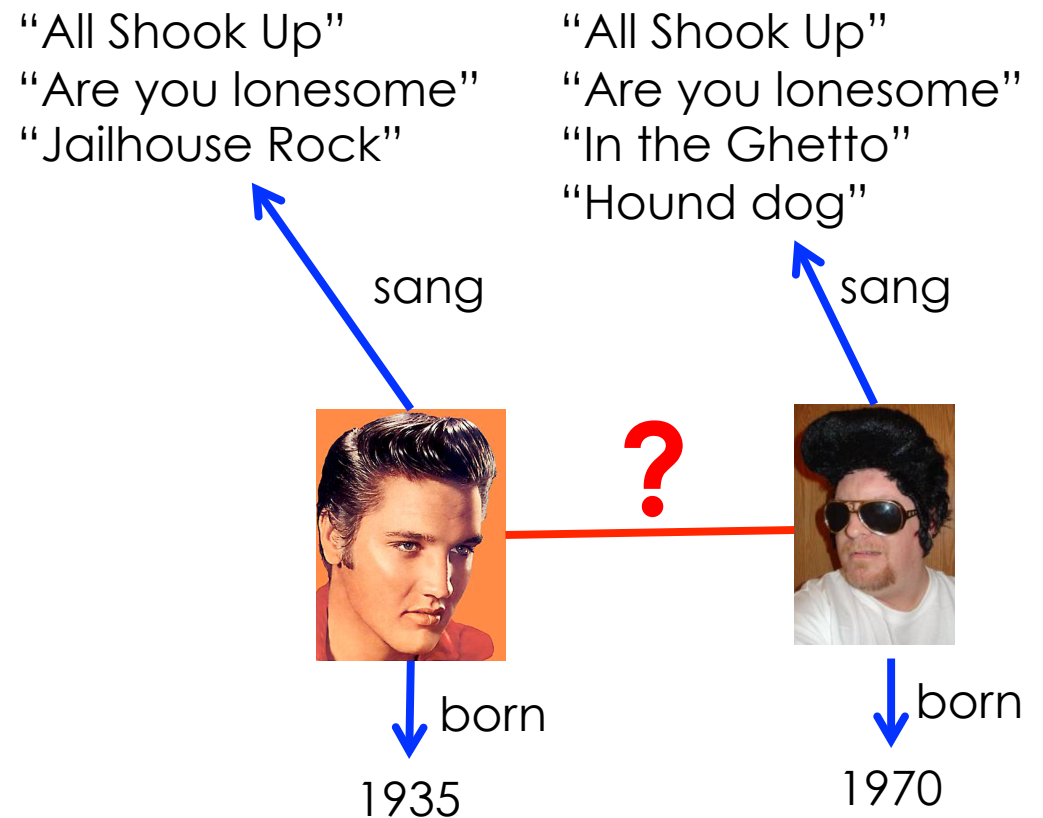 “All Shook Up”
“Are you lonesome”
“Jailhouse Rock”
“All Shook Up”
“Are you lonesome”
“In the Ghetto”
“Hound dog”
sang
sang
?
born
born
1935
1970